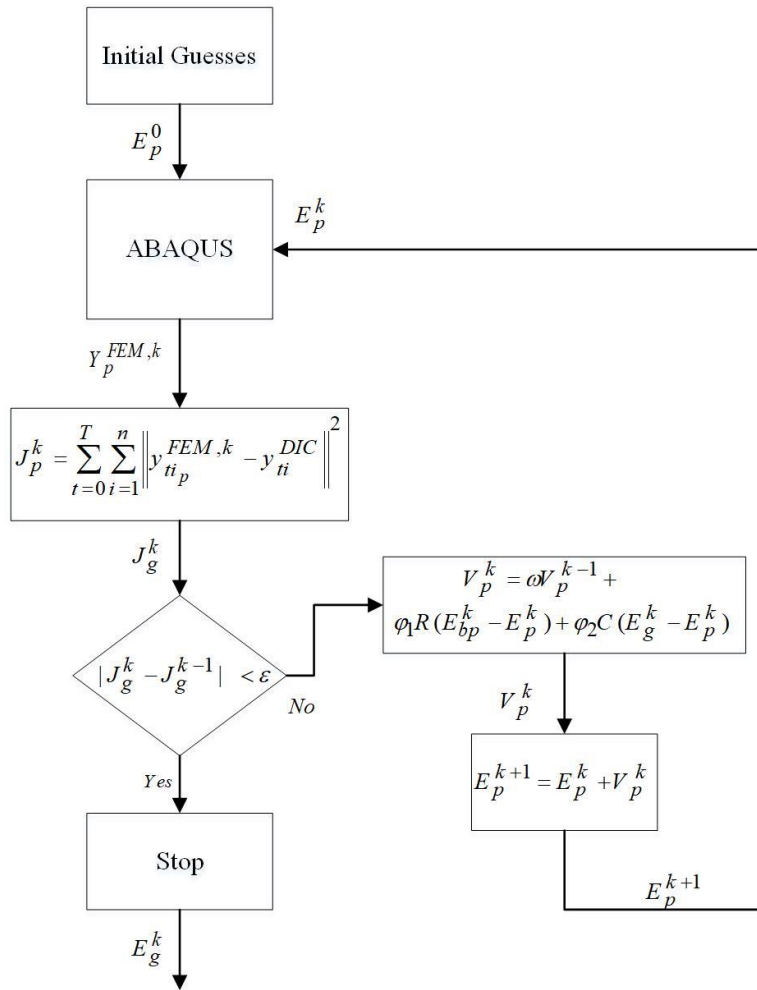 Initial Guesses
E_p^0
E_p^k
ABAQUS
Y_p^{FEM,k}
J_p^k = \sum_{t=0}^{T} \sum_{i=1}^{n} \left\| y_{ti_p}^{FEM,k} - y_{ti}^{DIC} \right\|^2
J_g^k
|J_g^k - J_g^{k-1}| < ε
No
V_p^k = ωV_p^{k-1} +
φ_1 R (E_{bp}^k - E_p^k) + φ_2 C (E_g^k - E_p^k)
V_p^k
E_p^{k+1} = E_p^k + V_p^k
E_p^{k+1}
Yes
Stop
E_g^k